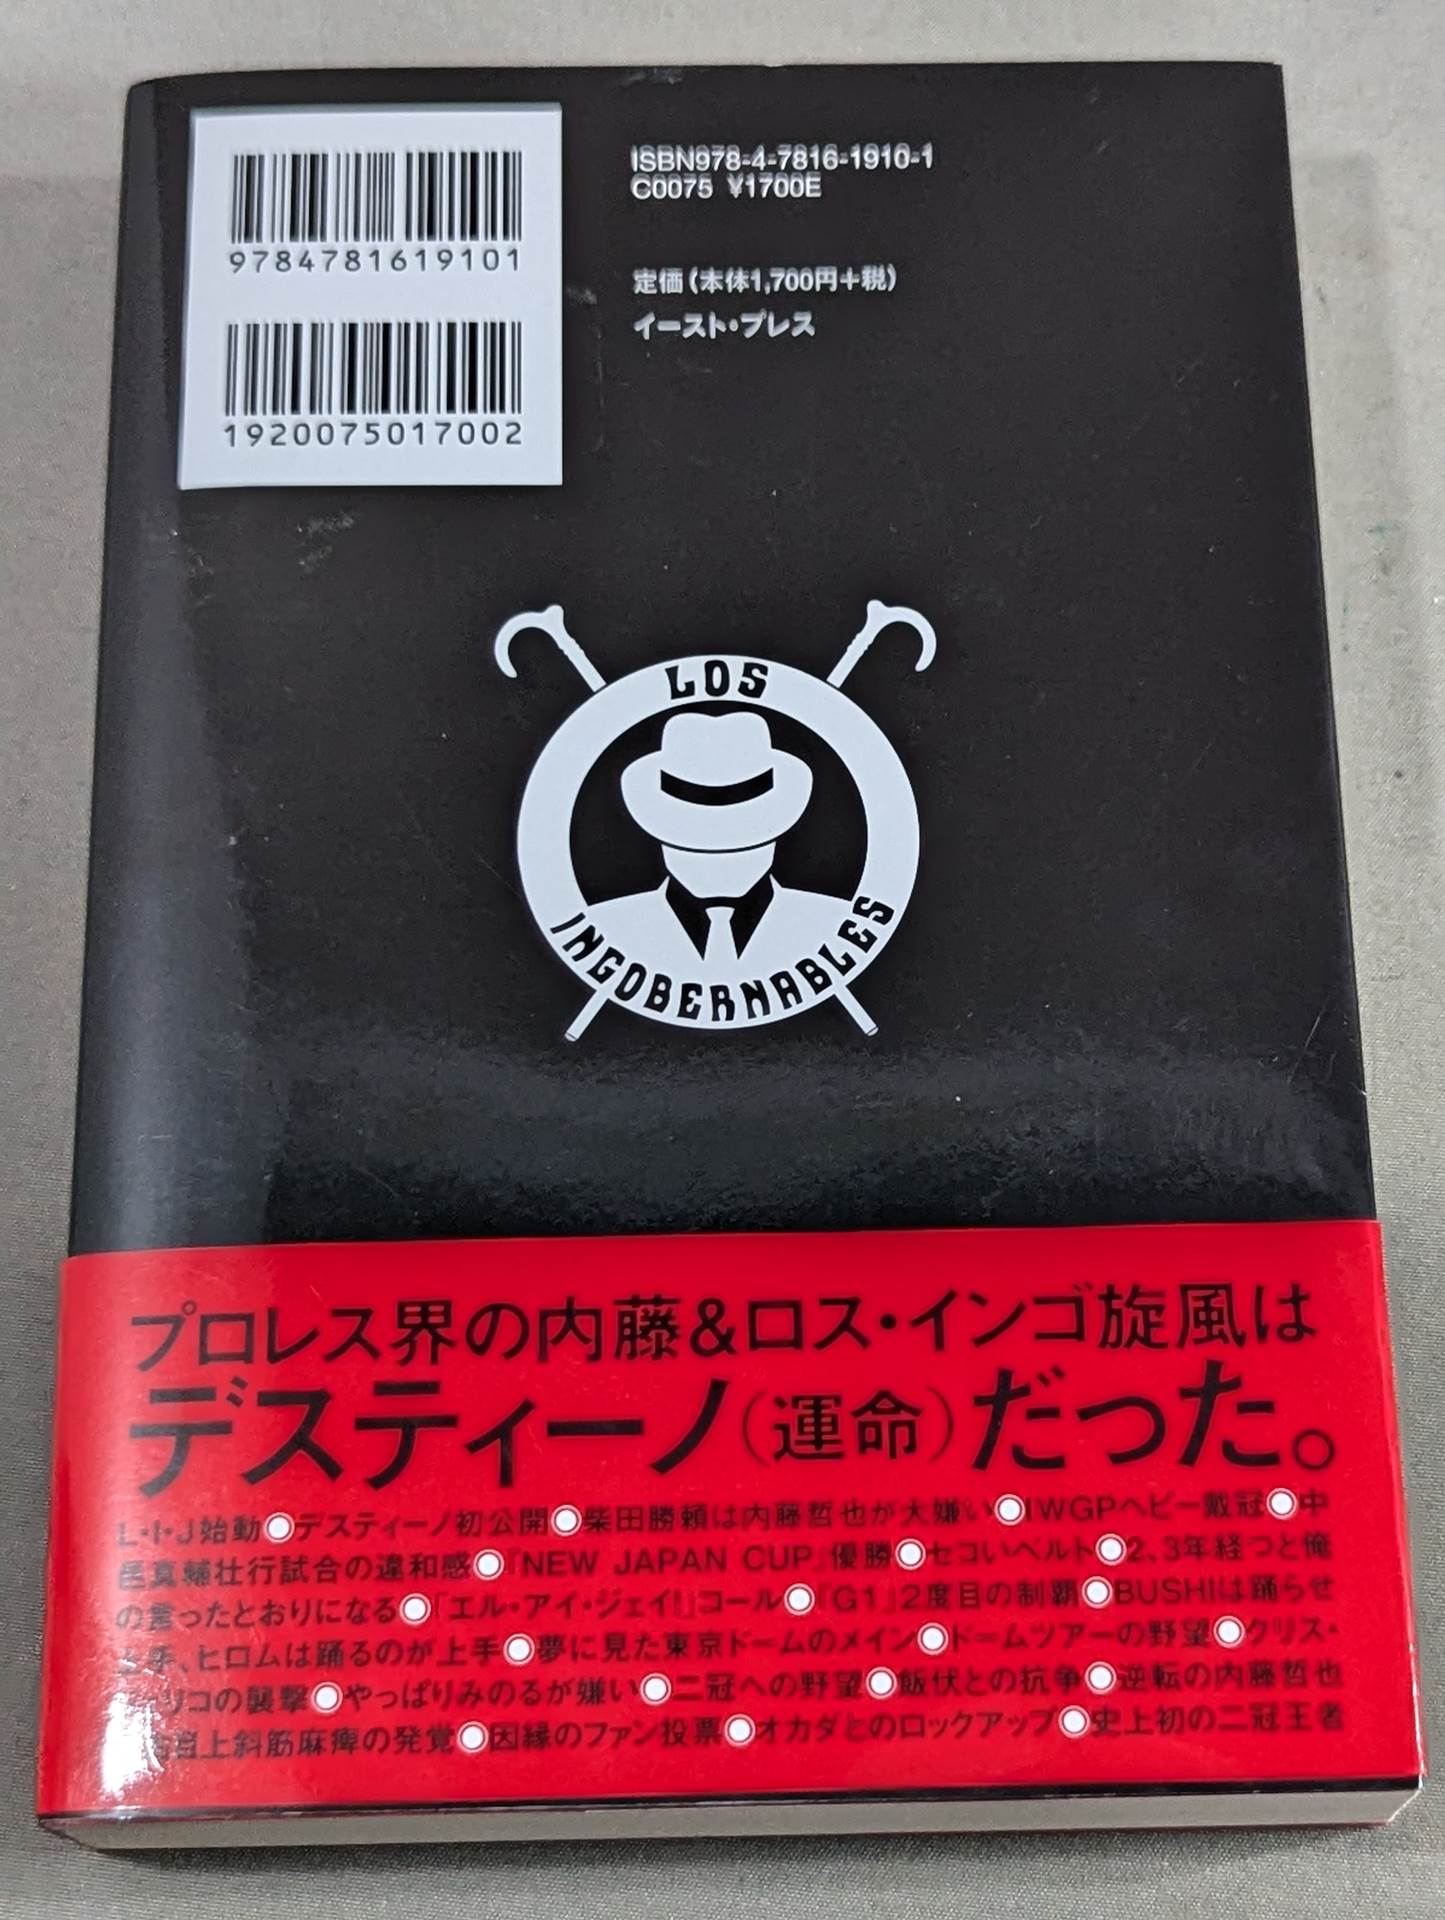 9784781619101
1920075017002
ISBN978-4-7816-1910-1
C0075 ¥1700E
定価(本体1,700円+税)
イースト・プレス
LOS
INGOBERNABLES
プロレス界の内藤&ロス・インゴ旋風は
デスティーノ(運命)だった。
L・I・J始動◉デスティーノ初公開◉柴田勝頼は内藤哲也が大嫌い◉IWGPヘビー戴冠◉中
邑真輔壮行試合の違和感◉『NEW JAPAN CUP』優勝◉セコいベルト◉2、3年経つと俺
の言ったとおりになる◉「エル・アイ・ジェイ!」コール◉『G1』2度目の制覇◉BUSHIは踊らせ
上手、ヒロムは踊るのが上手◉夢に見た東京ドームのメイン◉ドームツアーの野望◉クリス・
リコの襲撃◉やっぱりみのるが嫌い◉二冠への野望◉飯伏との抗争◉逆転の内藤哲也
上斜筋麻痺の発覚◉因縁のファン投票◉オカダとのロックアップ◉史上初の二冠王者